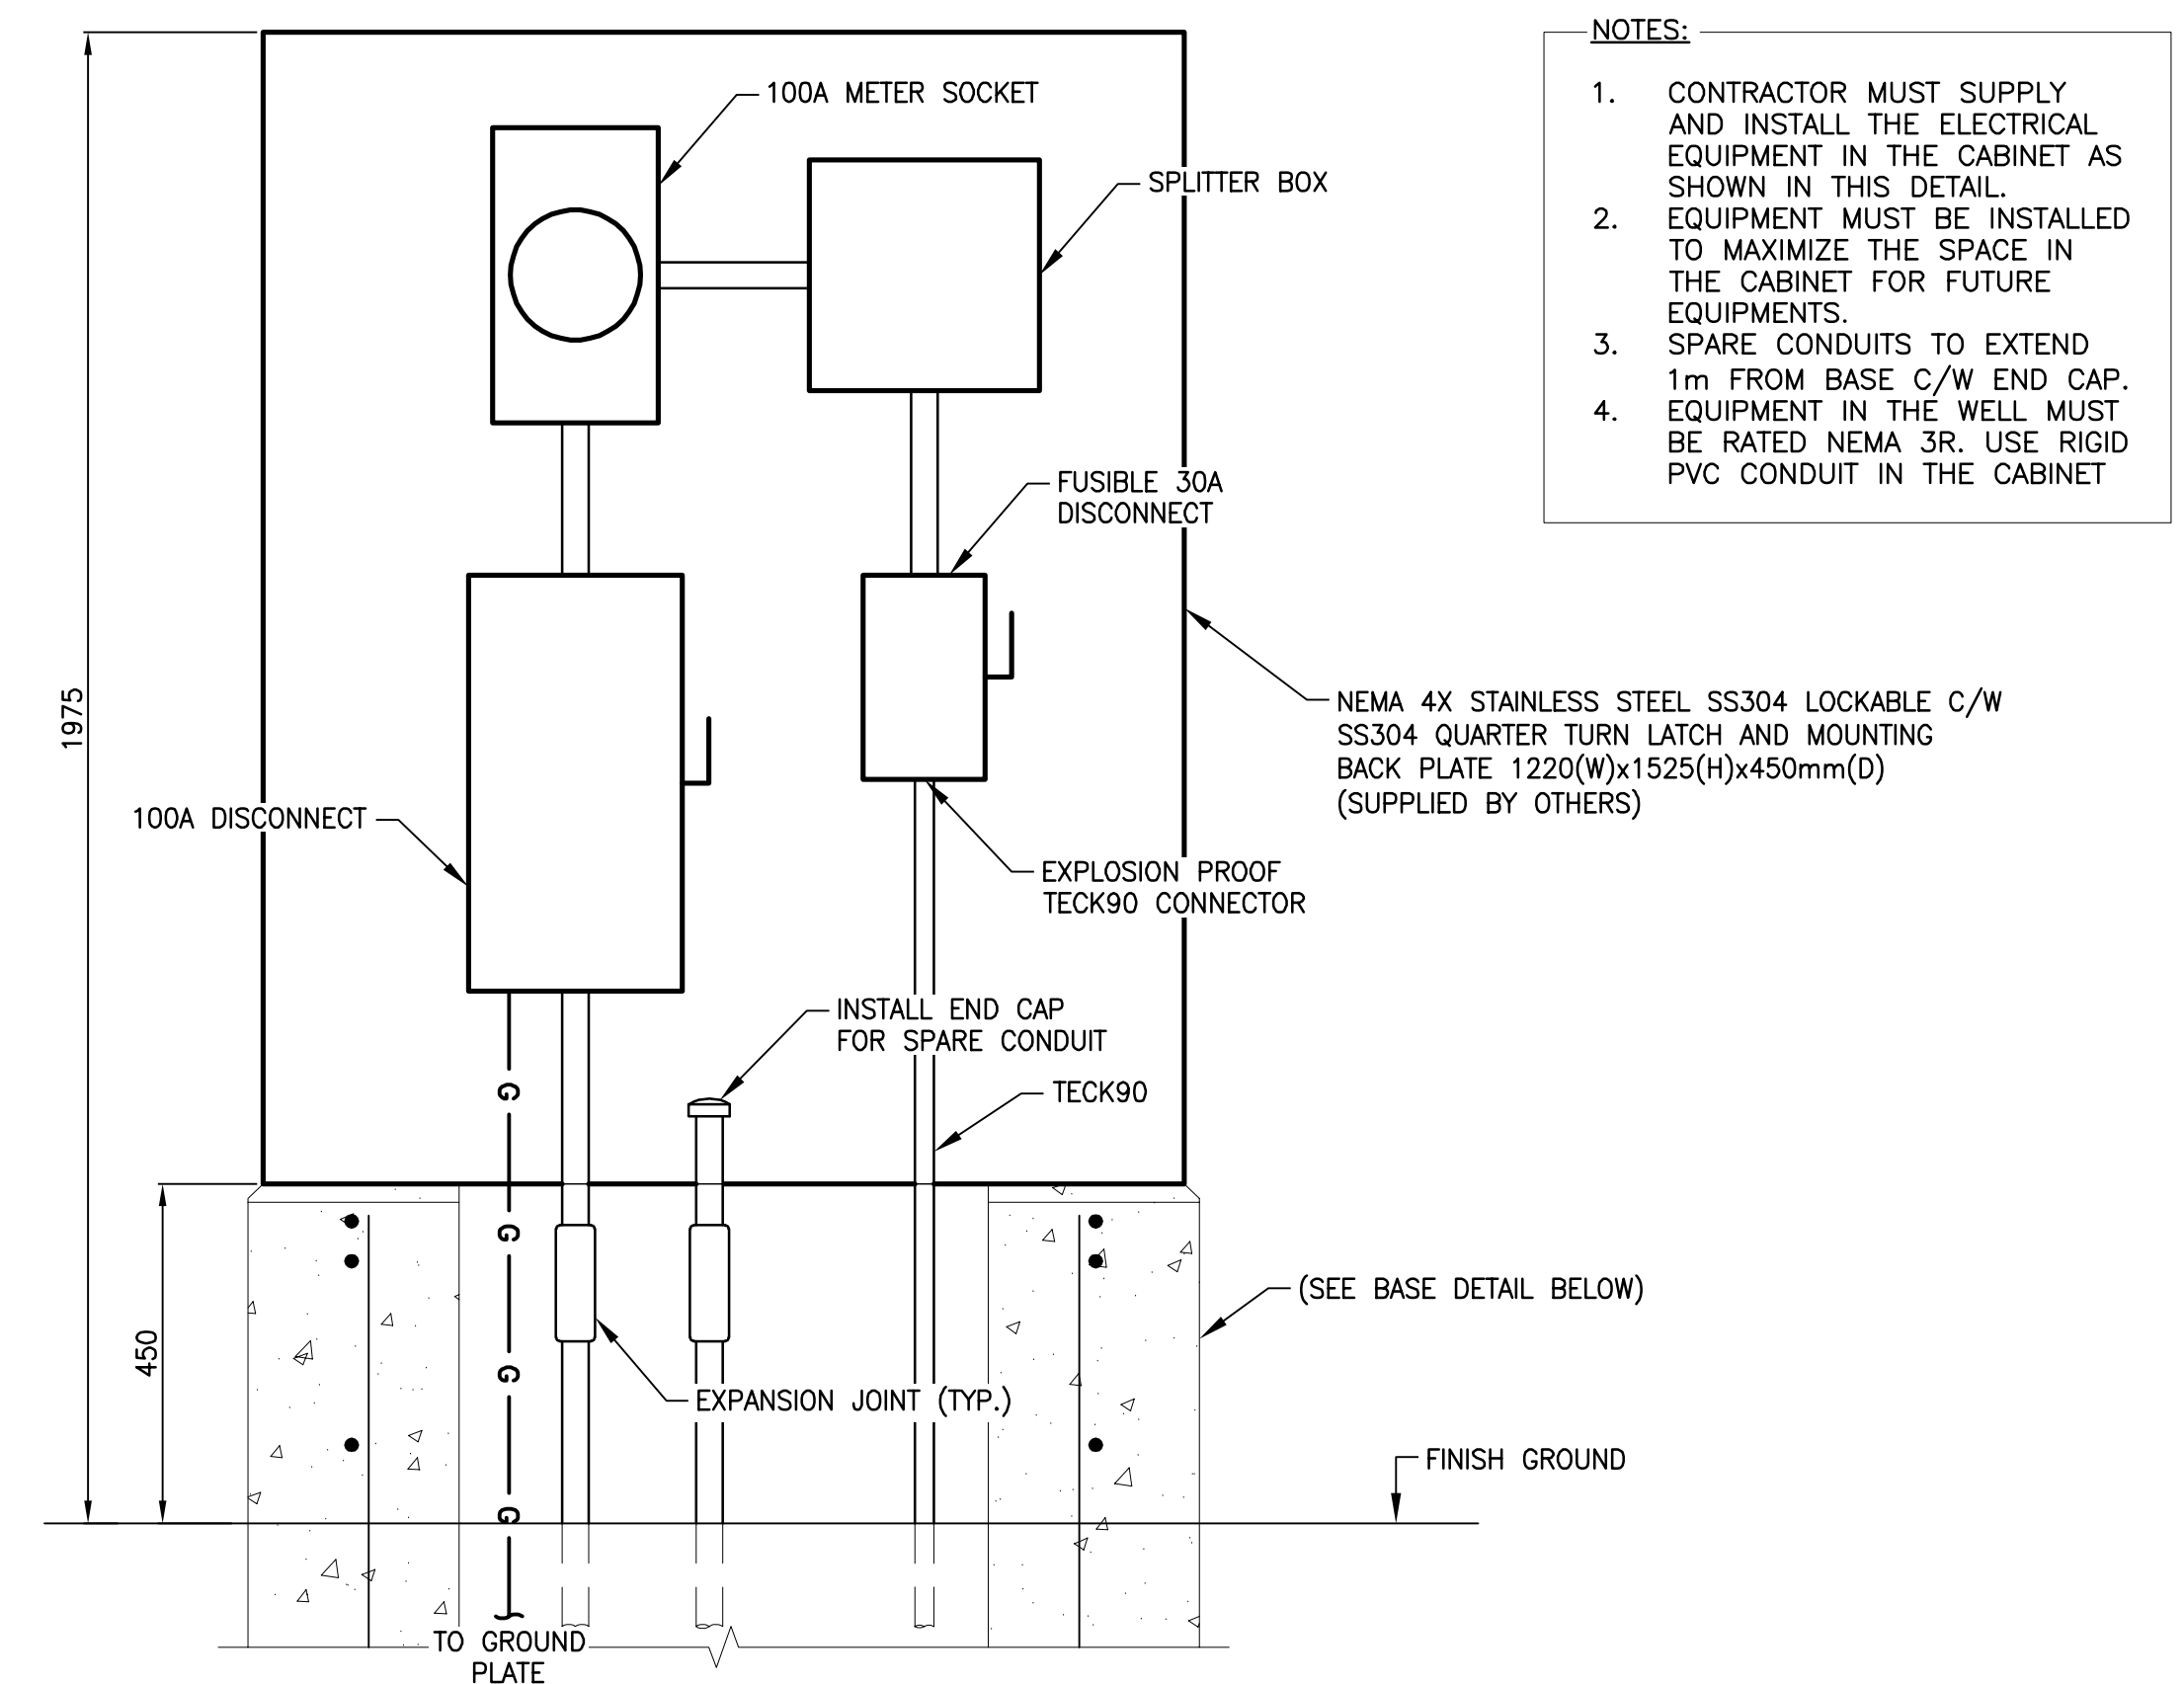 NOTES:
1. CONTRACTOR MUST SUPPLY
AND INSTALL THE ELECTRICAL
EQUIPMENT IN THE CABINET AS
SHOWN IN THIS DETAIL.
2. EQUIPMENT MUST BE INSTALLED
TO MAXIMIZE THE SPACE IN
THE CABINET FOR FUTURE
EQUIPMENTS.
3. SPARE CONDUITS TO EXTEND
1m FROM BASE C/W END CAP.
4. EQUIPMENT IN THE WELL MUST
BE RATED NEMA 3R. USE RIGID
PVC CONDUIT IN THE CABINET
100A METER SOCKET
SPLITTER BOX
FUSIBLE 30A
DISCONNECT
NEMA 4X STAINLESS STEEL SS304 LOCKABLE C/W
SS304 QUARTER TURN LATCH AND MOUNTING
BACK PLATE 1220(W)x1525(H)x450mm(D)
(SUPPLIED BY OTHERS)
1975
100A DISCONNECT
EXPLOSION PROOF
TECK90 CONNECTOR
INSTALL END CAP
FOR SPARE CONDUIT
TECK90
G
G
G
G
(SEE BASE DETAIL BELOW)
450
EXPANSION JOINT (TYP.)
FINISH GROUND
TO GROUND
PLATE